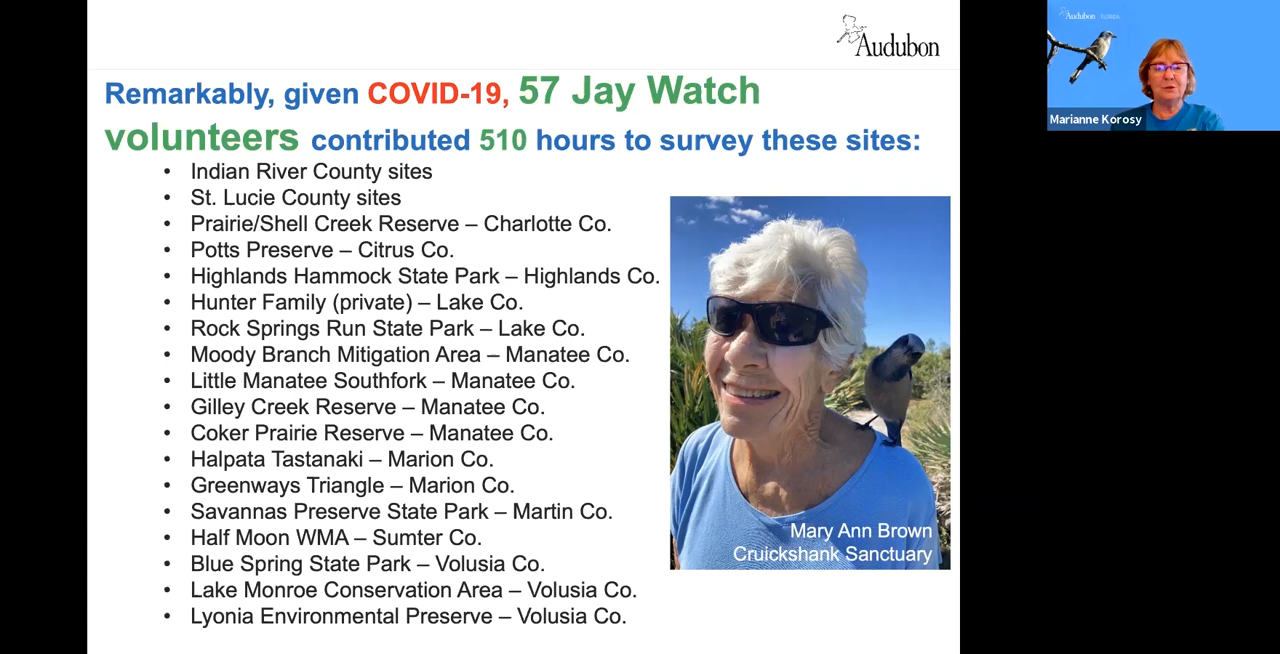 Audubon
Remarkably, given COVID-19, 57 Jay Watch
volunteers contributed 510 hours to survey these sites:
• Indian River County sites
• St. Lucie County sites
• Prairie/Shell Creek Reserve – Charlotte Co.
• Potts Preserve – Citrus Co.
• Highlands Hammock State Park – Highlands Co.
• Hunter Family (private) – Lake Co.
• Rock Springs Run State Park – Lake Co.
• Moody Branch Mitigation Area – Manatee Co.
• Little Manatee Southfork – Manatee Co.
• Gilley Creek Reserve – Manatee Co.
• Coker Prairie Reserve – Manatee Co.
• Halpata Tastanaki – Marion Co.
• Greenways Triangle – Marion Co.
• Savannas Preserve State Park – Martin Co.
• Half Moon WMA – Sumter Co.
• Blue Spring State Park – Volusia Co.
• Lake Monroe Conservation Area – Volusia Co.
• Lyonia Environmental Preserve – Volusia Co.
Mary Ann Brown
Cruickshank Sanctuary
Audubon FLORIDA
Marianne Korosy